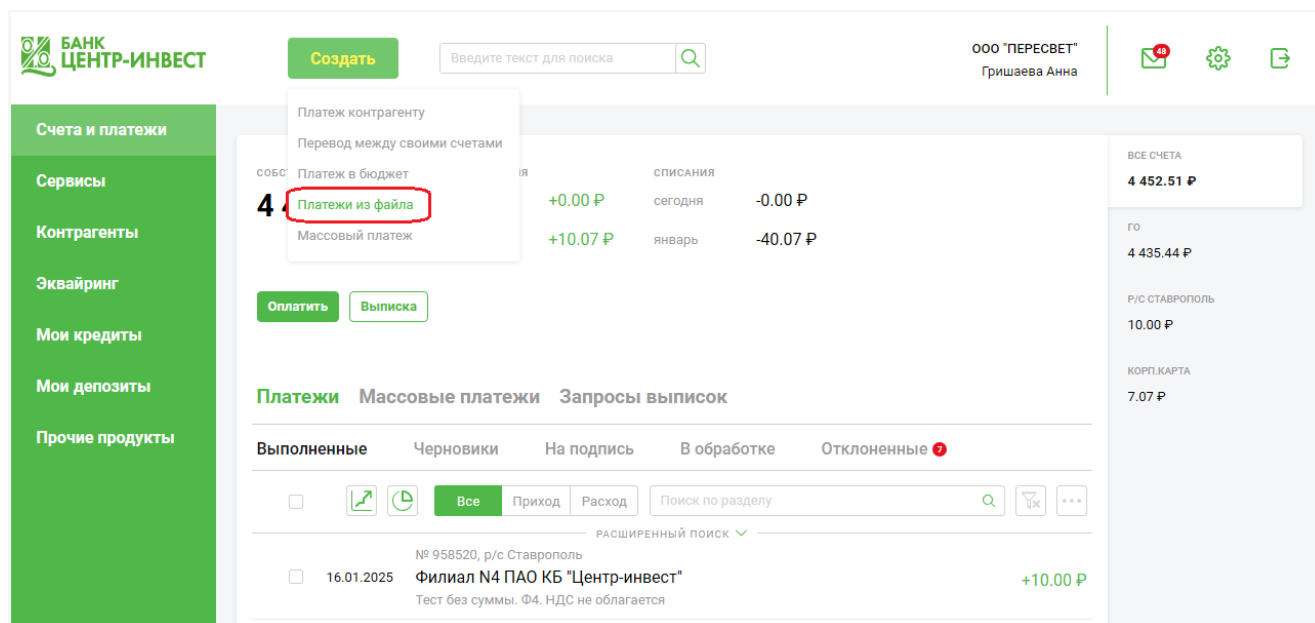 БАНК
ЦЕНТР-ИНВЕСТ
Создать
Введите текст для поиска
ООО "ПЕРЕСВЕТ"
Гришаева Анна
48
Платеж контрагенту
Перевод между своими счетами
Платеж в бюджет
Платежи из файла
Массовый платеж
Счета и платежи
Сервисы
Контрагенты
Эквайринг
Мои кредиты
Мои депозиты
Прочие продукты
СПИСАНИЯ
+0.00 ₽ сегодня -0.00 ₽
+10.07 ₽ январь -40.07 ₽
Оплатить Выписка
ВСЕ СЧЕТА
4 452.51 ₽
ГО
4 435.44 ₽
Р/С СТАВРОПОЛЬ
10.00 ₽
КОРП.КАРТА
7.07 ₽
Платежи Массовые платежи Запросы выписок
Выполненные Черновики На подпись В обработке Отклоненные 7
Все Приход Расход Поиск по разделу
РАСШИРЕННЫЙ ПОИСК
№ 958520, р/с Ставрополь
16.01.2025 Филиал N4 ПАО КБ "Центр-инвест" +10.00 ₽
Тест без суммы. Ф4. НДС не облагается